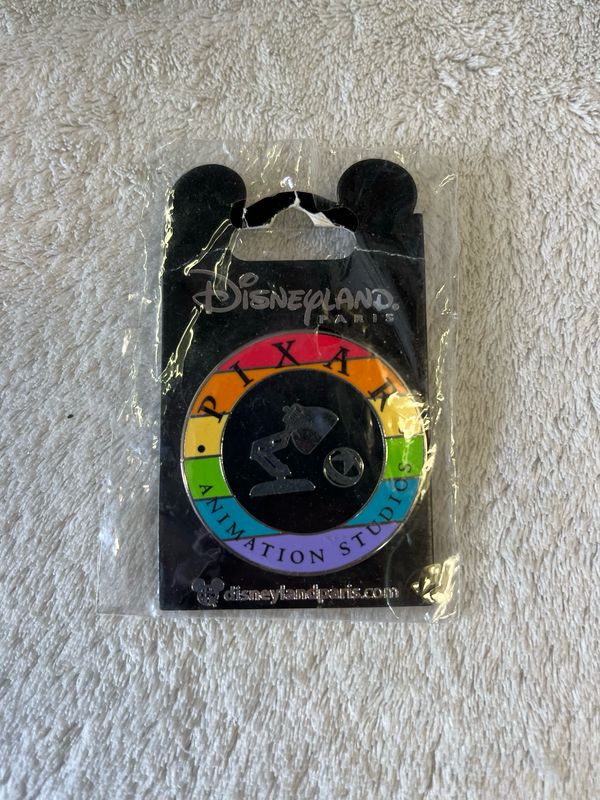 DISNEYLAND®
PARIS
PIXAR
ANIMATION STUDIOS
disneylandparis.com